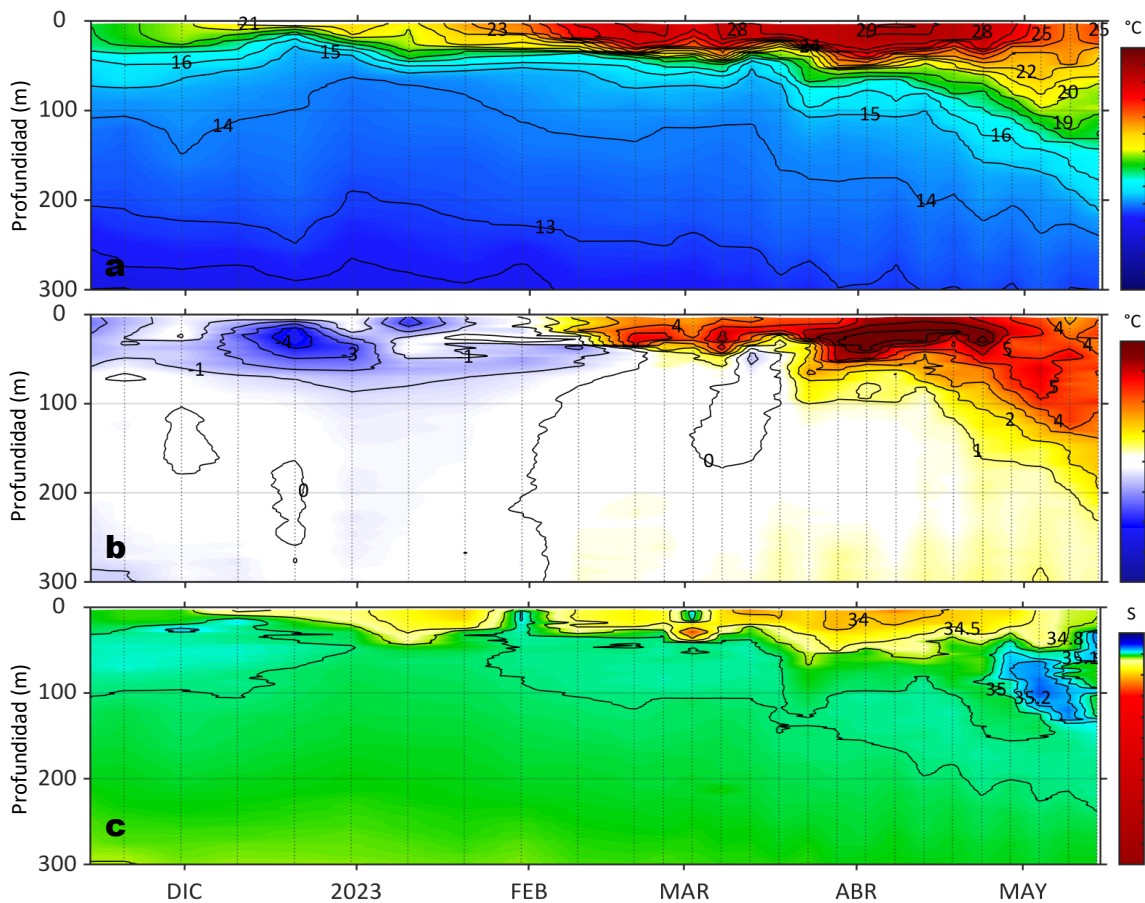 0 21 23 28 24 29 28 25 25 °C
16 15 22
100 14 15 20
16 19
200 14
13
300
Profundidad (m)
a
0 °C
-4 -3 1 4 5 4 4
-1 5
100 2 4
0 1
200 0
300
Profundidad (m)
b
0 34 34.5 34.8 S
35.1
100 35 35.2
200
300
Profundidad (m)
c
DIC 2023 FEB MAR ABR MAY